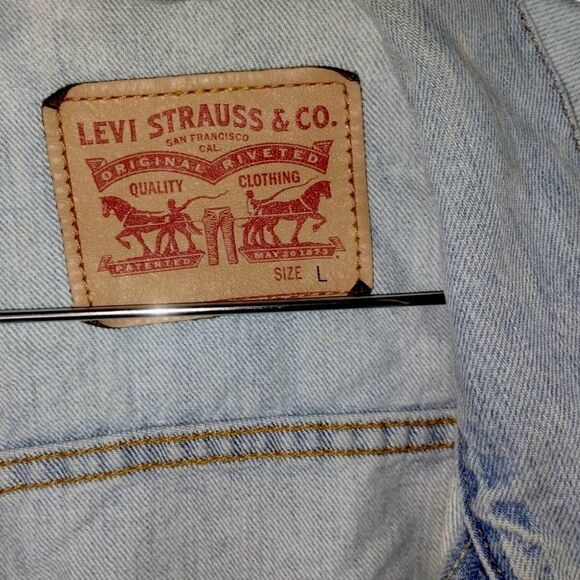 LEVI STRAUSS & CO.
SAN FRANCISCO
CAL.
ORIGINAL RIVETED
QUALITY CLOTHING
PATENTED MAY 20 1873
SIZE L